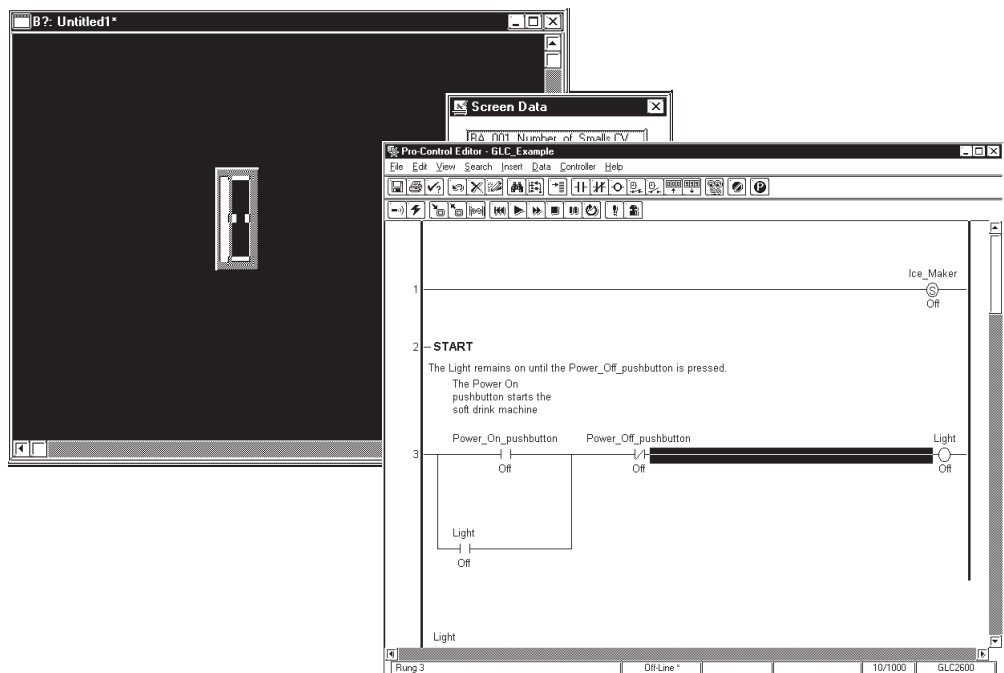 B?: Untitled1*
Screen Data
BA_001_Number_of_Smalls.CV
Pro-Control Editor - GLC_Example
File Edit View Search Insert Data Controller Help
Ice_Maker
1
S
Off
2 START
The Light remains on until the Power_Off_pushbutton is pressed.
The Power On
pushbutton starts the
soft drink machine
Power_On_pushbutton Power_Off_pushbutton Light
3
Off Off Off
Light
Off
Light
Rung 3 Off-Line * 10/1000 GLC2600